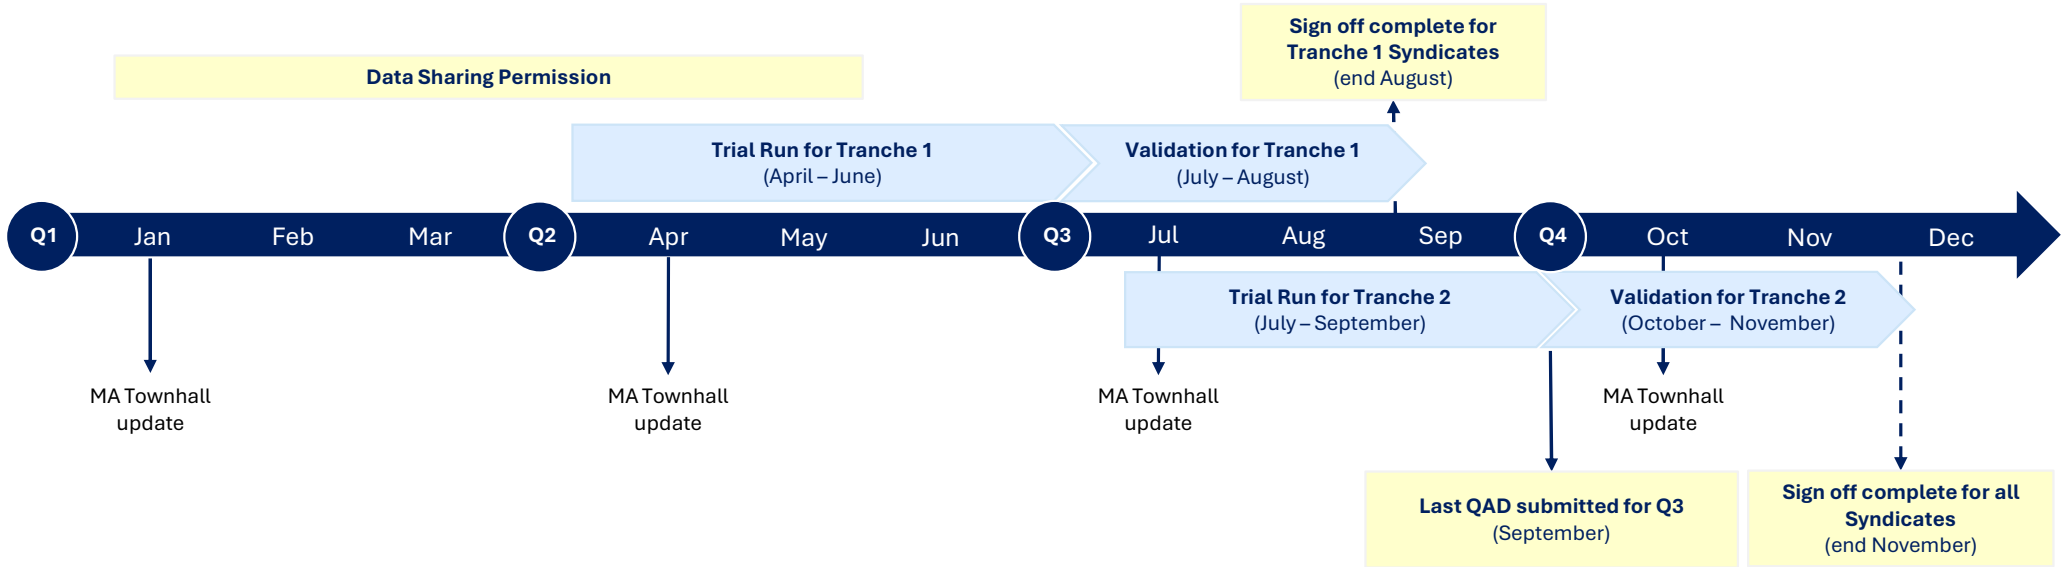 Sign off complete for
Tranche 1 Syndicates
(end August)
Data Sharing Permission
Trial Run for Tranche 1
(April – June)
Validation for Tranche 1
(July – August)
Q1 Jan Feb Mar Q2 Apr May Jun Q3 Jul Aug Sep Q4 Oct Nov Dec
Trial Run for Tranche 2
(July – September)
Validation for Tranche 2
(October – November)
MA Townhall
update
MA Townhall
update
MA Townhall
update
MA Townhall
update
Last QAD submitted for Q3
(September)
Sign off complete for all
Syndicates
(end November)